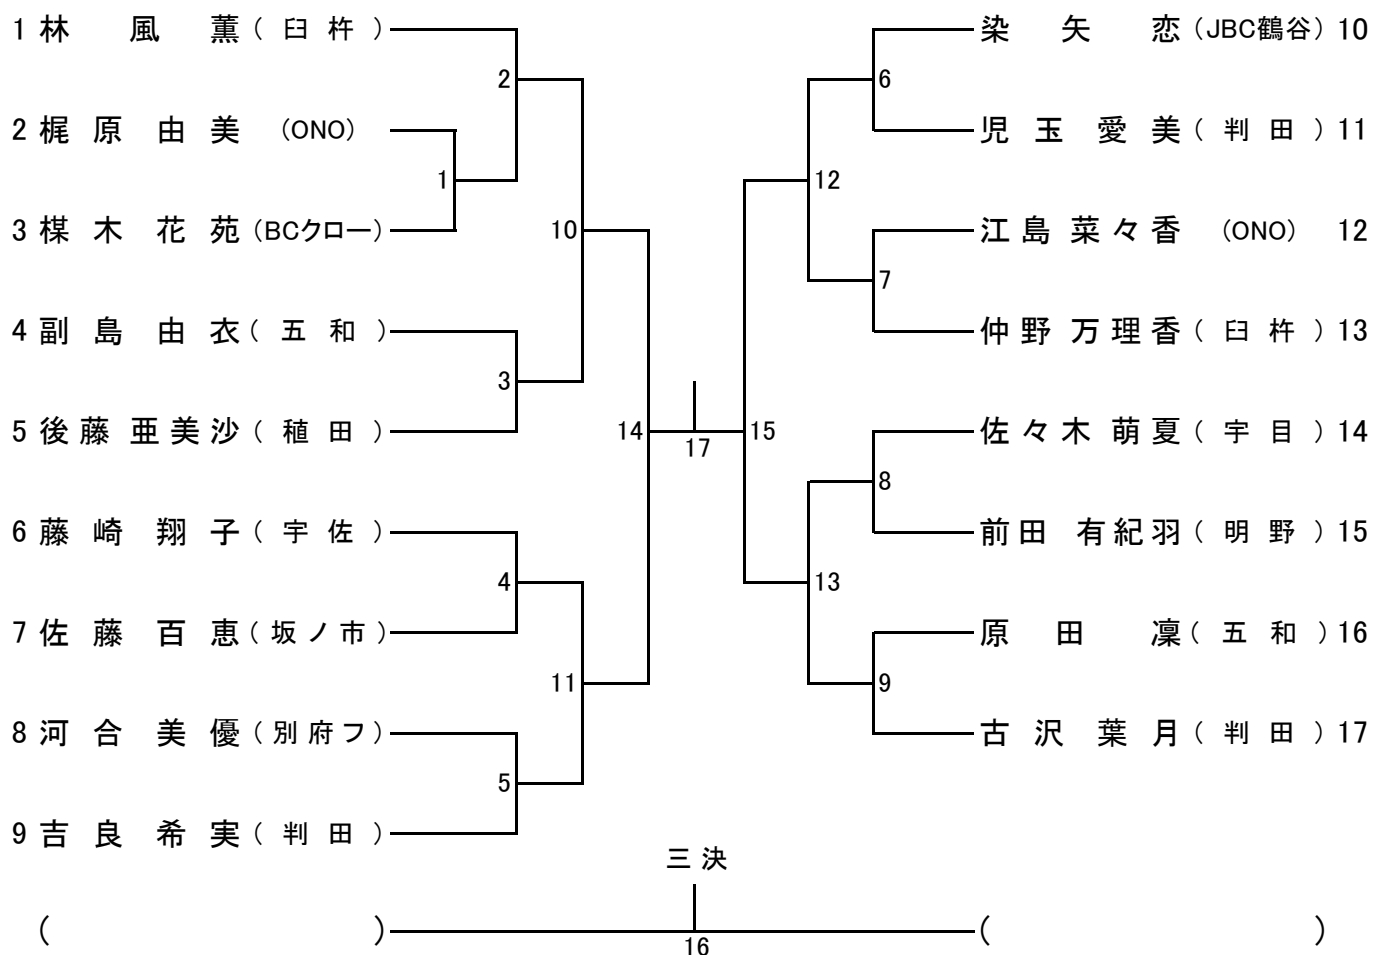 1 林 風 薫 ( 臼 杵 ) 染 矢 恋 (JBC鶴谷) 10
2 6
2 梶 原 由 美 (ONO) 児 玉 愛 美 ( 判 田 ) 11
1 12
3 楳 木 花 苑 (BCクロー) 10 江 島 菜 々 香 (ONO) 12
7
4 副 島 由 衣 ( 五 和 ) 仲 野 万 理 香 ( 臼 杵 ) 13
3
5 後 藤 亜 美 沙 ( 稙 田 ) 14 17 15 佐 々 木 萌 夏 ( 宇 目 ) 14
8
6 藤 崎 翔 子 ( 宇 佐 ) 前 田 有 紀 羽 ( 明 野 ) 15
4 13
7 佐 藤 百 恵 ( 坂 ノ 市 ) 原 田 凜 ( 五 和 ) 16
11 9
8 河 合 美 優 ( 別 府 フ ) 古 沢 葉 月 ( 判 田 ) 17
5
9 吉 良 希 実 ( 判 田 )
三 決
( ) 16 ( )